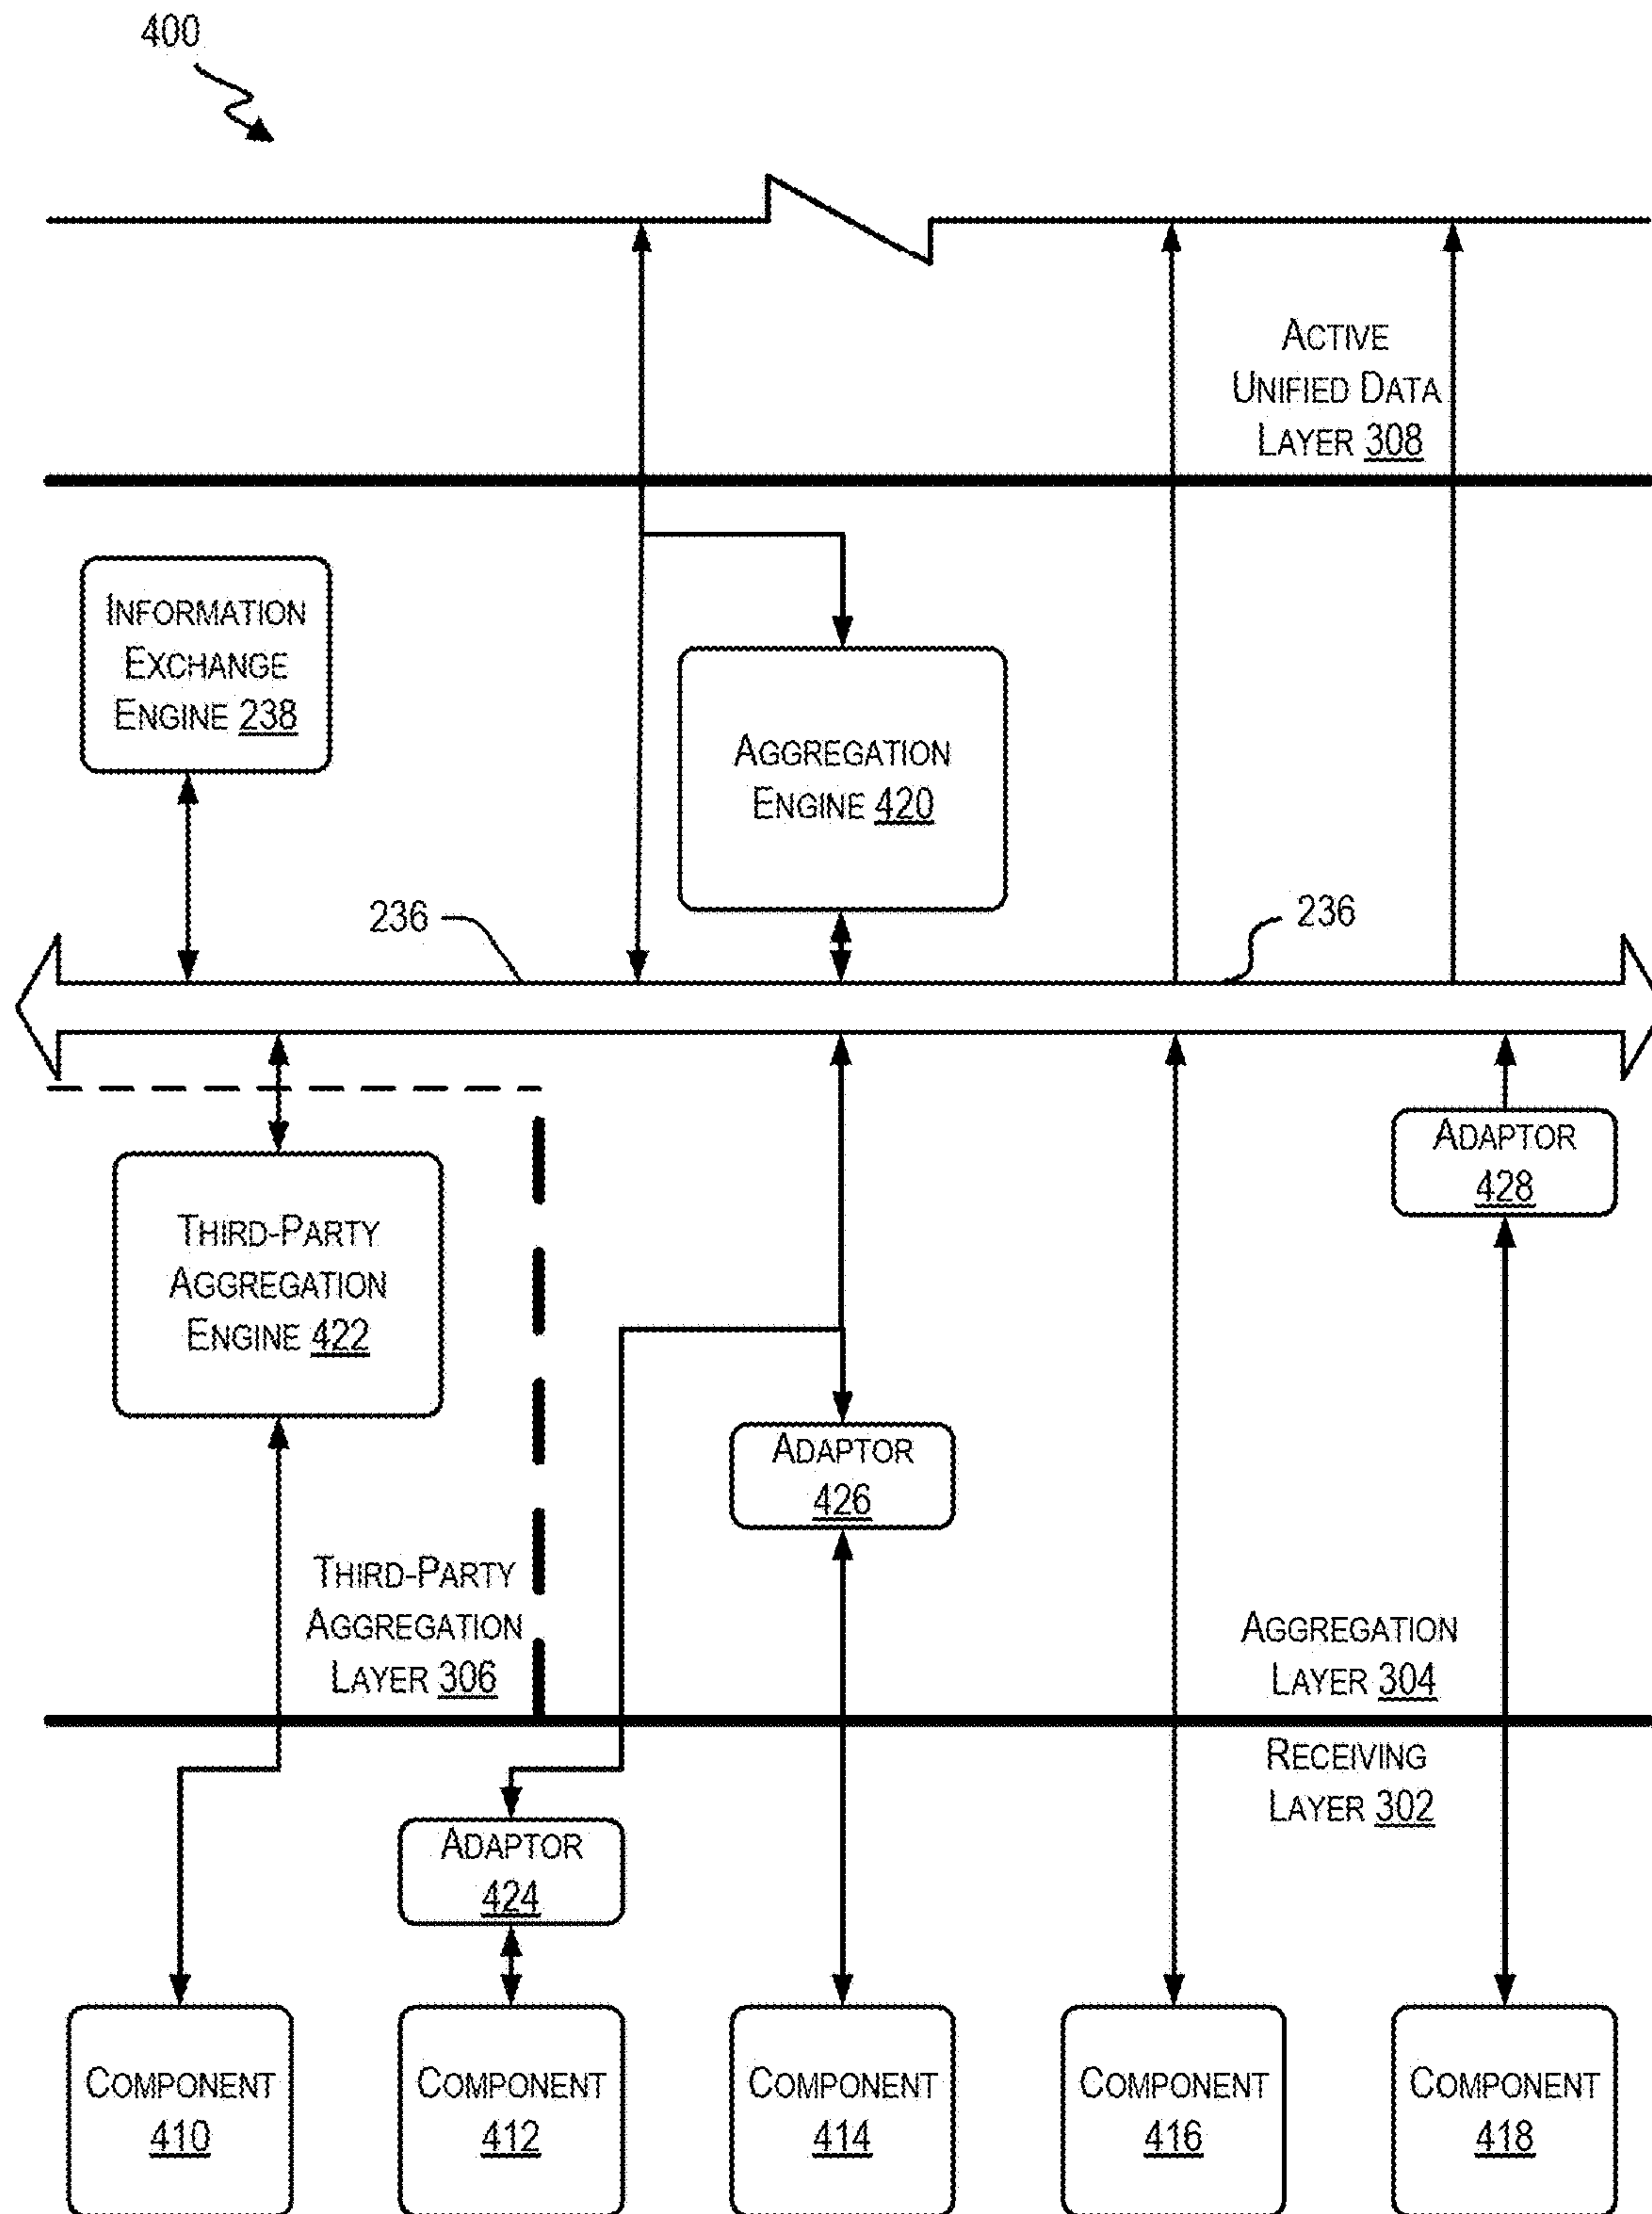 400
ACTIVE
UNIFIED DATA
LAYER 308
INFORMATION
EXCHANGE
ENGINE 238
AGGREGATION
ENGINE 420
236
236
ADAPTOR
428
THIRD-PARTY
AGGREGATION
ENGINE 422
ADAPTOR
426
THIRD-PARTY
AGGREGATION
LAYER 306
AGGREGATION
LAYER 304
RECEIVING
LAYER 302
ADAPTOR
424
COMPONENT
410
COMPONENT
412
COMPONENT
414
COMPONENT
416
COMPONENT
418